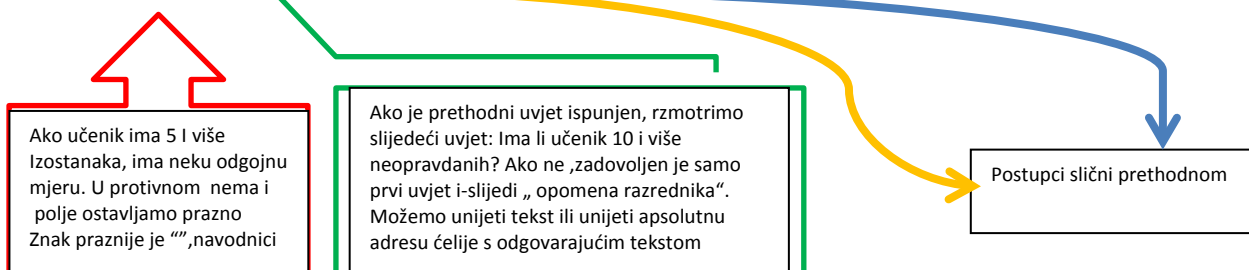 Ako učenik ima 5 I više
Izostanaka, ima neku odgojnu
mjeru. U protivnom  nema i
polje ostavljamo prazno
Znak praznije je “”,navodnici
Ako je prethodni uvjet ispunjen, rzmotrimo
slijedeći uvjet: Ima li učenik 10 i više
neopravdanih? Ako ne ,zadovoljen je samo
prvi uvjet i-slijedi „ opomena razrednika“.
Možemo unijeti tekst ili unijeti apsolutnu
adresu ćelije s odgovarajućim tekstom
Postupci slični prethodnom